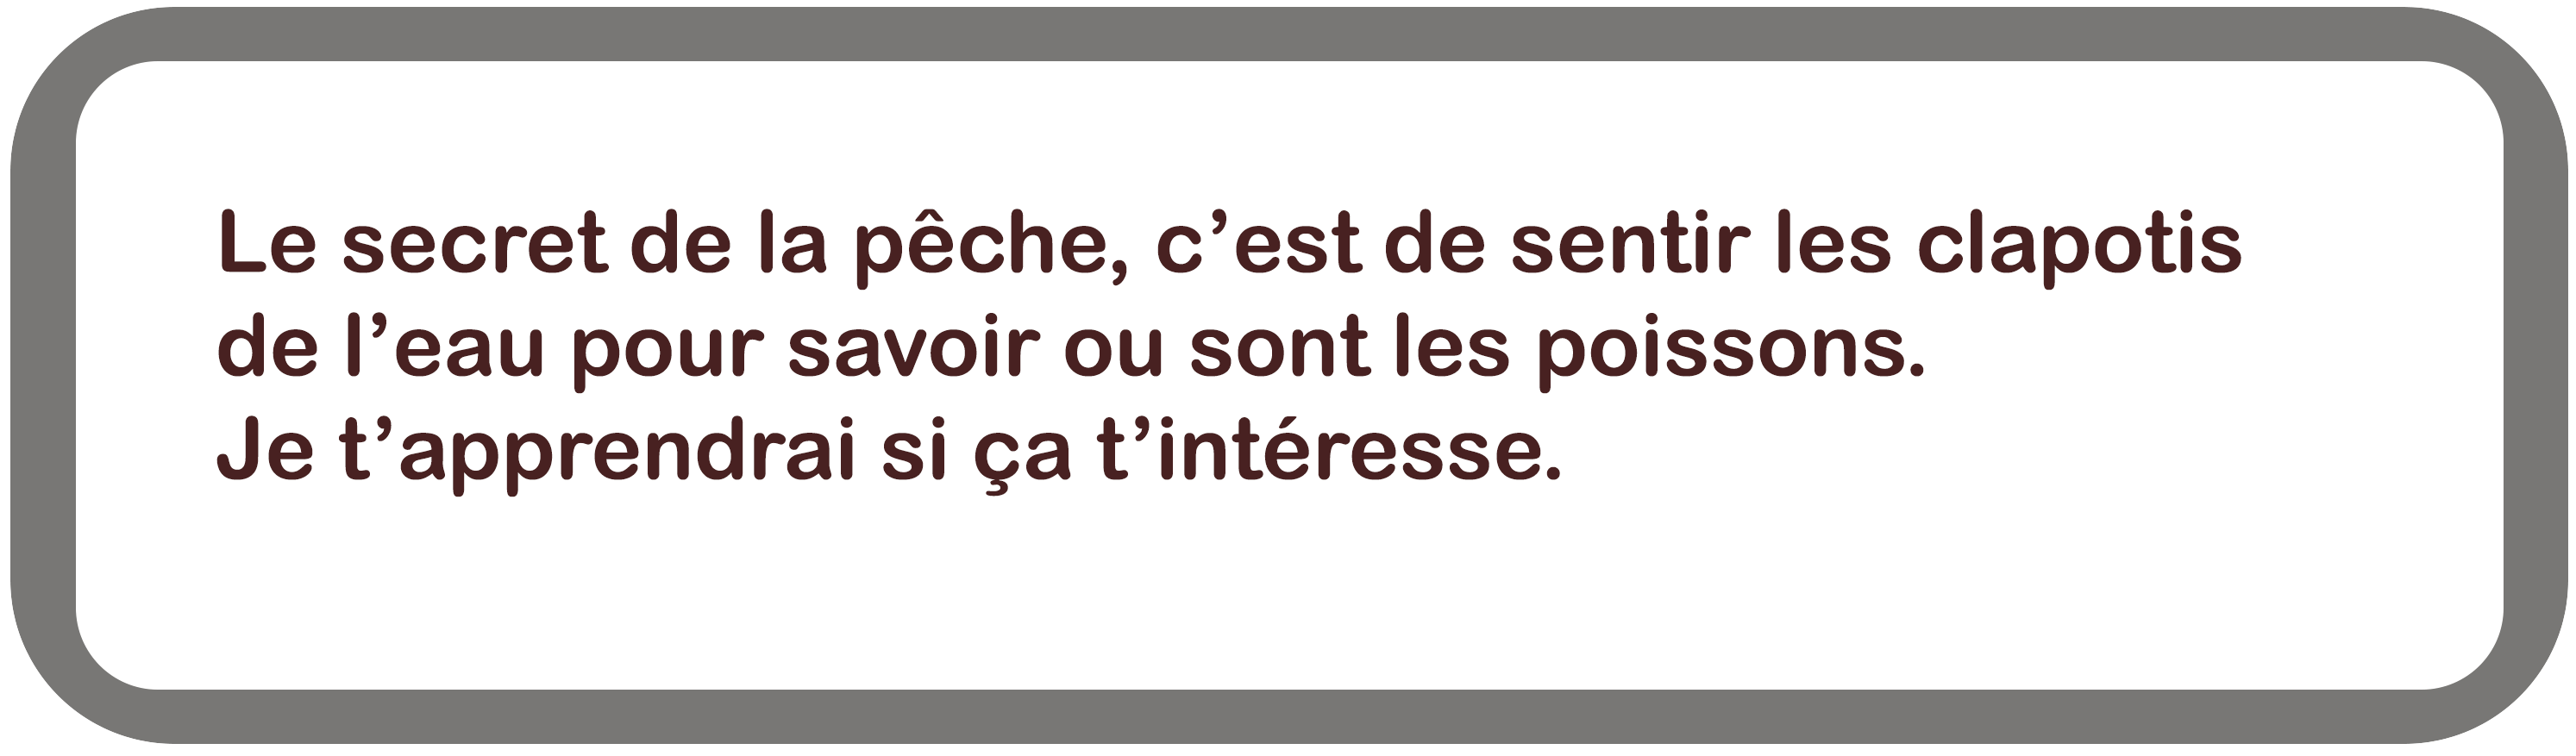 Le secret de la pêche, c’est de sentir les clapotis
de l’eau pour savoir ou sont les poissons.
Je t’apprendrai si ça t’intéresse.